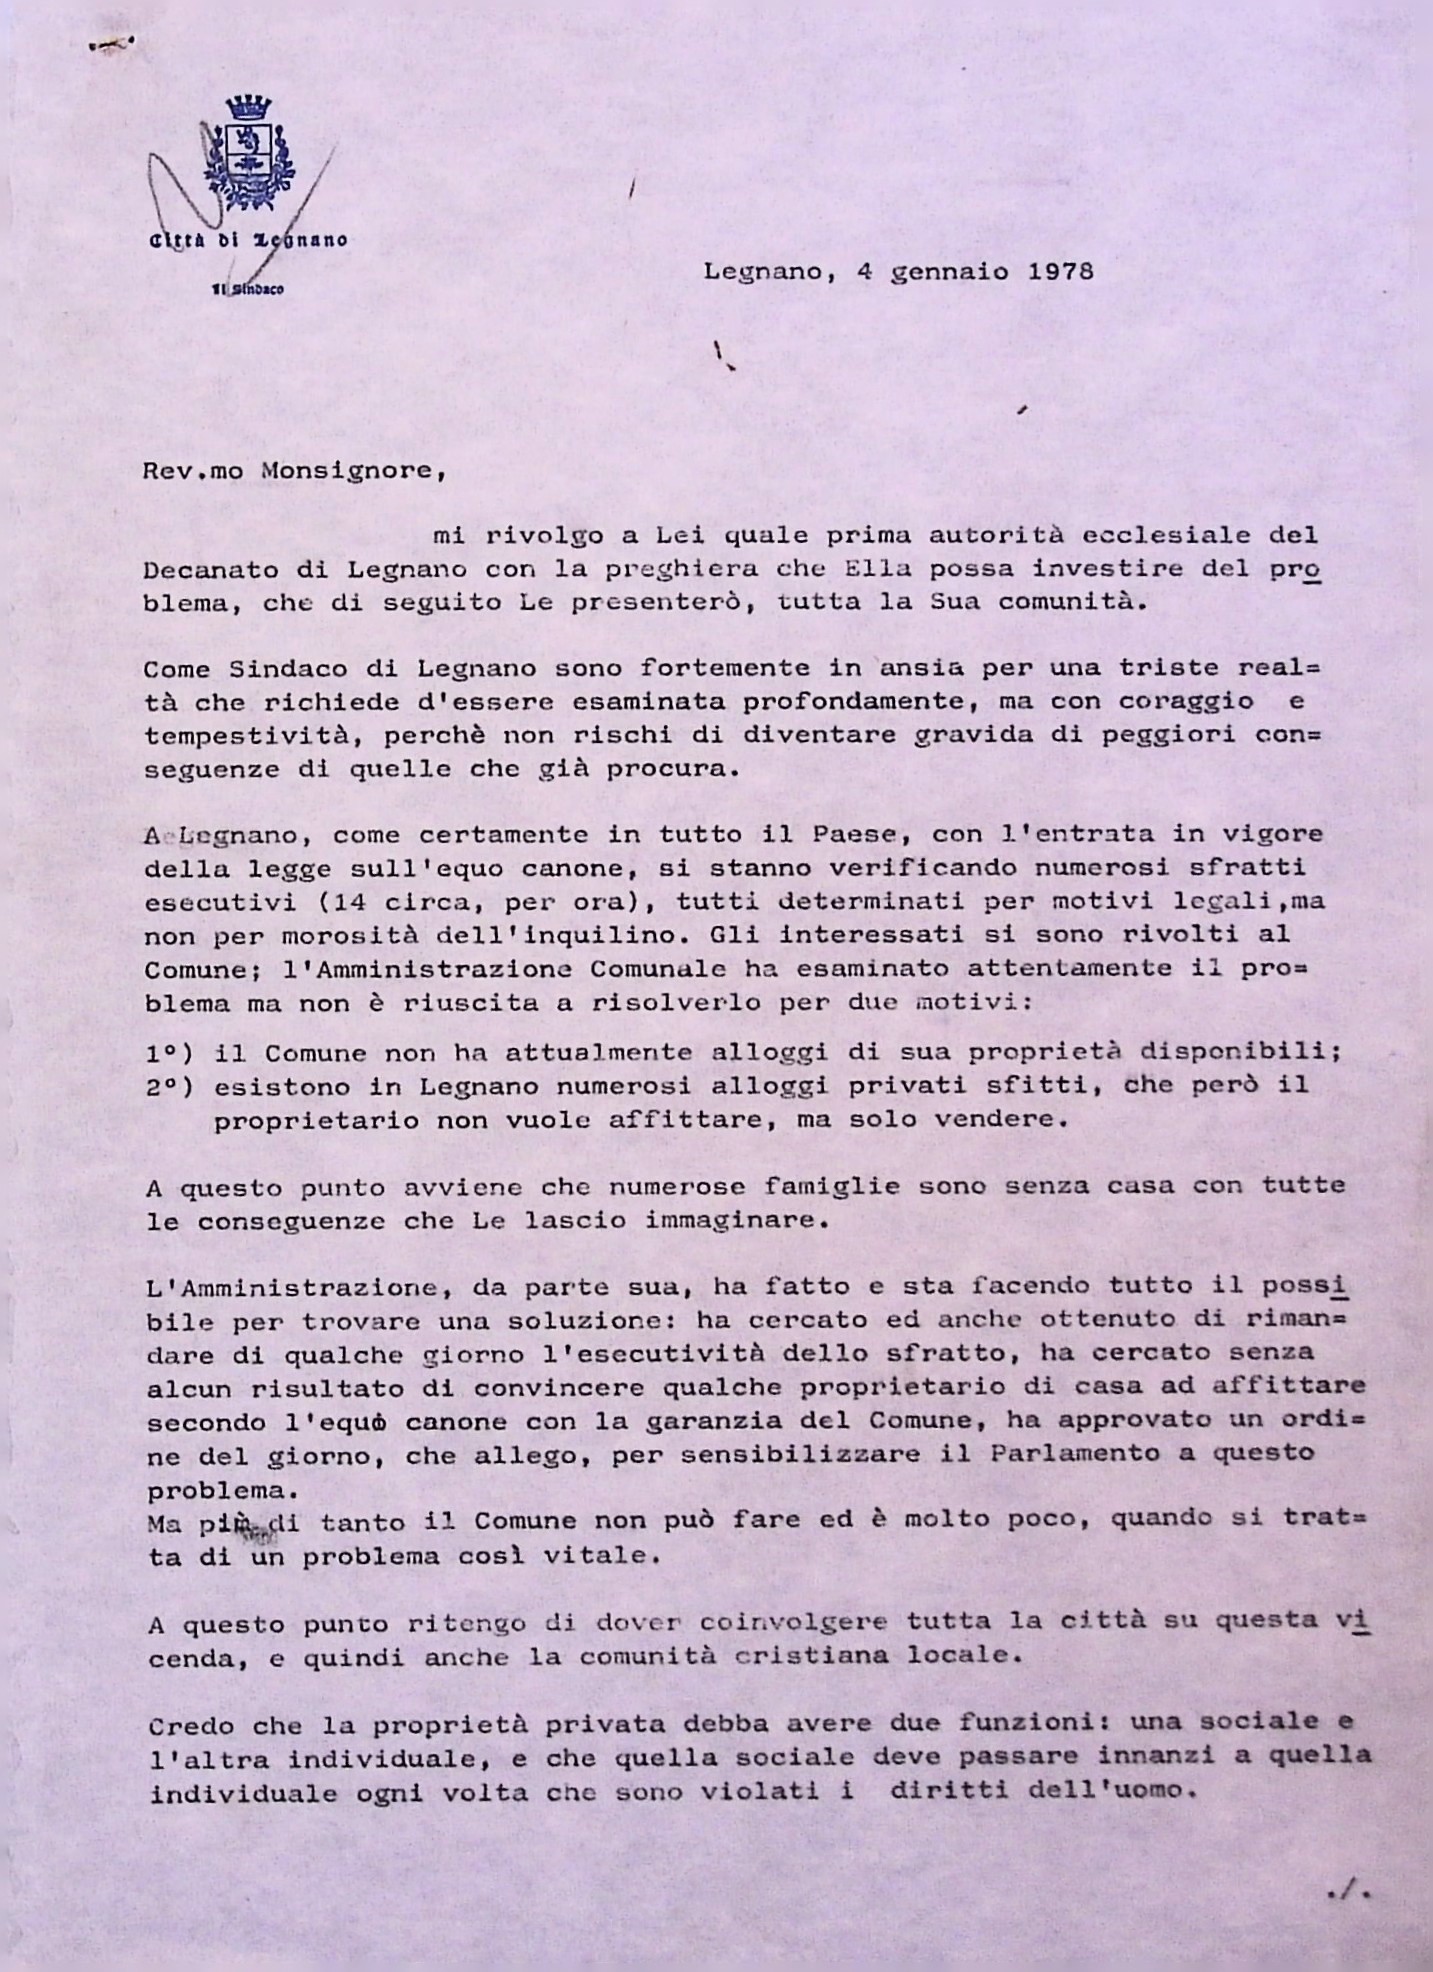 Città di Legnano
Il Sindaco
Legnano, 4 gennaio 1978
Rev.mo Monsignore,
mi rivolgo a Lei quale prima autorità ecclesiale del
Decanato di Legnano con la preghiera che Ella possa investire del pro
blema, che di seguito Le presenterò, tutta la Sua comunità.
Come Sindaco di Legnano sono fortemente in ansia per una triste real=
tà che richiede d'essere esaminata profondamente, ma con coraggio e
tempestività, perchè non rischi di diventare gravida di peggiori con=
seguenze di quelle che già procura.
A Legnano, come certamente in tutto il Paese, con l'entrata in vigore
della legge sull'equo canone, si stanno verificando numerosi sfratti
esecutivi (14 circa, per ora), tutti determinati per motivi legali,ma
non per morosità dell'inquilino. Gli interessati si sono rivolti al
Comune; l'Amministrazione Comunale ha esaminato attentamente il pro=
blema ma non è riuscita a risolverlo per due motivi:
1°) il Comune non ha attualmente alloggi di sua proprietà disponibili;
2°) esistono in Legnano numerosi alloggi privati sfitti, che però il
proprietario non vuole affittare, ma solo vendere.
A questo punto avviene che numerose famiglie sono senza casa con tutte
le conseguenze che Le lascio immaginare.
L'Amministrazione, da parte sua, ha fatto e sta facendo tutto il possi
bile per trovare una soluzione: ha cercato ed anche ottenuto di riman=
dare di qualche giorno l'esecutività dello sfratto, ha cercato senza
alcun risultato di convincere qualche proprietario di casa ad affittare
secondo l'equo canone con la garanzia del Comune, ha approvato un ordi=
ne del giorno, che allego, per sensibilizzare il Parlamento a questo
problema.
Ma più di tanto il Comune non può fare ed è molto poco, quando si trat=
ta di un problema così vitale.
A questo punto ritengo di dover coinvolgere tutta la città su questa vi
cenda, e quindi anche la comunità cristiana locale.
Credo che la proprietà privata debba avere due funzioni: una sociale e
l'altra individuale, e che quella sociale deve passare innanzi a quella
individuale ogni volta che sono violati i diritti dell'uomo.
./.